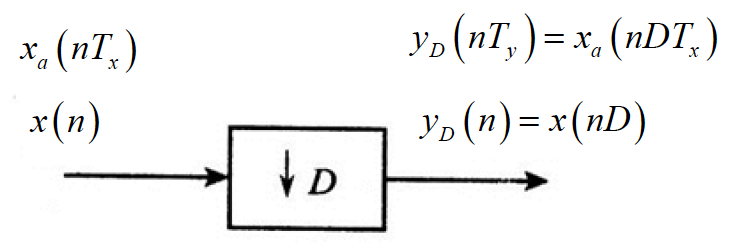 x_a(nT_x)
y_D(nT_y) = x_a(nDT_x)
x(n)
y_D(n) = x(nD)
↓ D